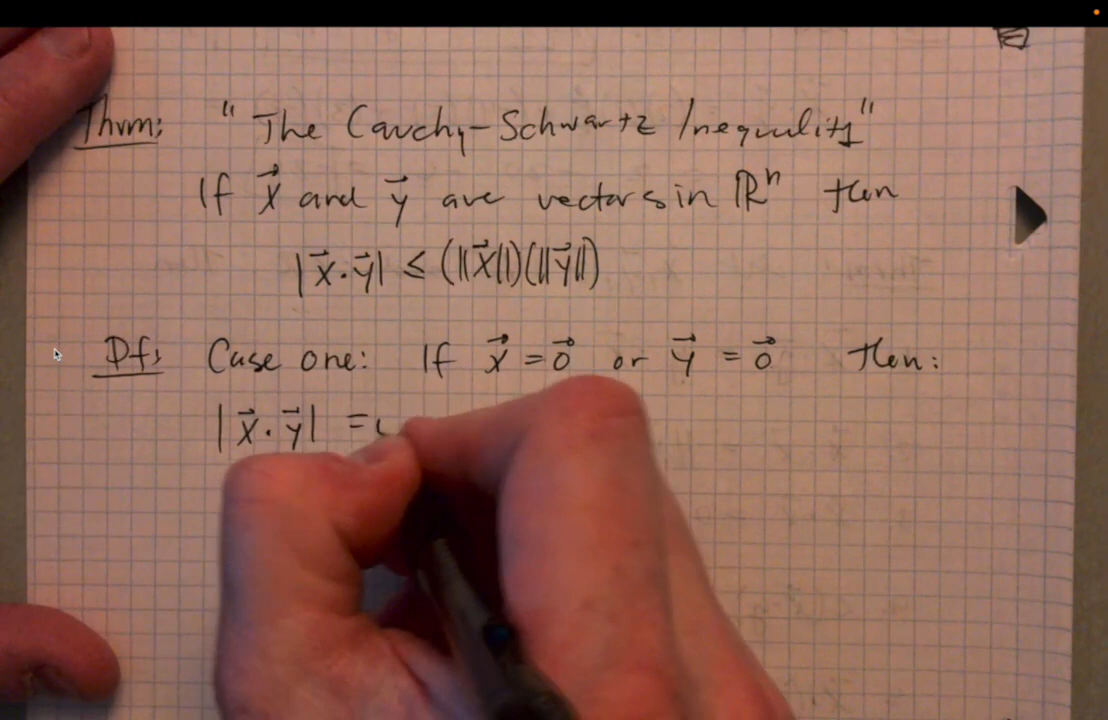 Thvm: "The Cauchy-Schwartz Inequality"
If x⃗ and y⃗ are vectors in ℝⁿ then
|x⃗·y⃗| ≤ (||x⃗||)(||y⃗||)
Pf: Case one: If x⃗ = 0⃗ or y⃗ = 0⃗ then:
|x⃗·y⃗| =